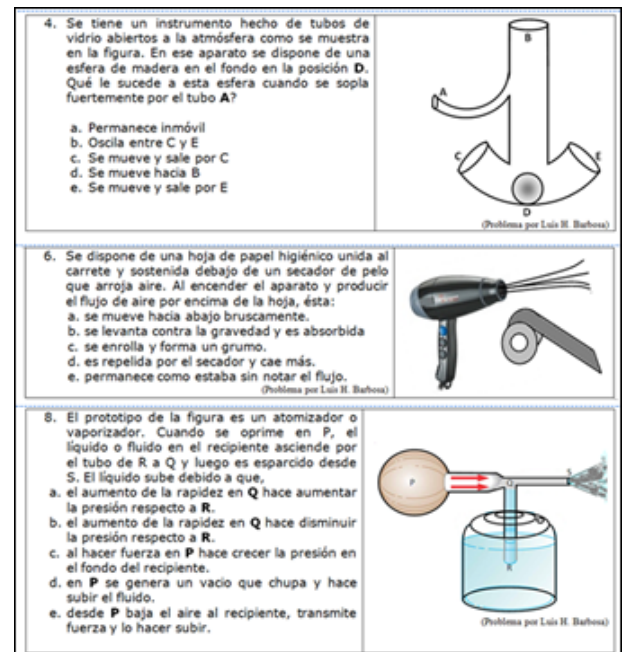 4. Se tiene un instrumento hecho de tubos de
vidrio abiertos a la atmósfera como se muestra
en la figura. En ese aparato se dispone de una
esfera de madera en el fondo en la posición D.
Qué le sucede a esta esfera cuando se sopla
fuertemente por el tubo A?
a. Permanece inmóvil
b. Oscila entre C y E
c. Se mueve y sale por C
d. Se mueve hacia B
e. Se mueve y sale por E
B
A
C
E
D
(Problema por Luis H. Barbosa)
6. Se dispone de una hoja de papel higiénico unida al
carrete y sostenida debajo de un secador de pelo
que arroja aire. Al encender el aparato y producir
el flujo de aire por encima de la hoja, ésta:
a. se mueve hacia abajo bruscamente.
b. se levanta contra la gravedad y es absorbida
c. se enrolla y forma un grumo.
d. es repelida por el secador y cae más.
e. permanece como estaba sin notar el flujo.
(Problema por Luis H. Barbosa)
8. El prototipo de la figura es un atomizador o
vaporizador. Cuando se oprime en P, el
líquido o fluido en el recipiente asciende por
el tubo de R a Q y luego es esparcido desde
S. El líquido sube debido a que,
a. el aumento de la rapidez en Q hace aumentar
la presión respecto a R.
b. el aumento de la rapidez en Q hace disminuir
la presión respecto a R.
c. al hacer fuerza en P hace crecer la presión en
el fondo del recipiente.
d. en P se genera un vacio que chupa y hace
subir el fluido.
e. desde P baja el aire al recipiente, transmite
fuerza y lo hacer subir.
P
Q
S
R
(Problema por Luis H. Barbosa)